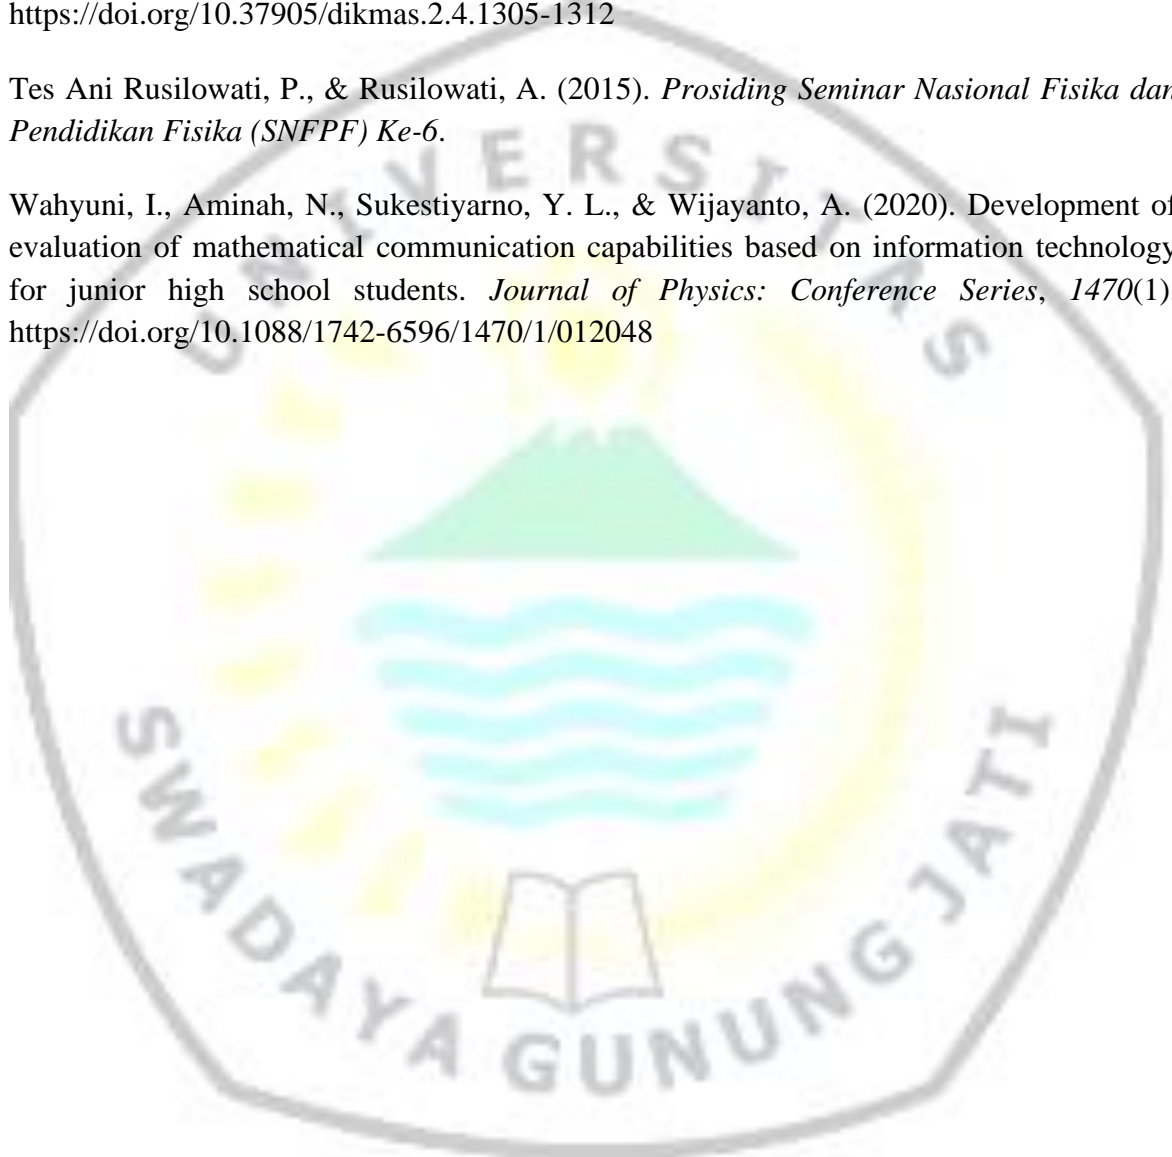 https://doi.org/10.37905/dikmas.2.4.1305-1312
Tes Ani Rusilowati, P., & Rusilowati, A. (2015). Prosiding Seminar Nasional Fisika dan
Pendidikan Fisika (SNFPF) Ke-6.
Wahyuni, I., Aminah, N., Sukestiyarno, Y. L., & Wijayanto, A. (2020). Development of
evaluation of mathematical communication capabilities based on information technology
for junior high school students. Journal of Physics: Conference Series, 1470(1)
https://doi.org/10.1088/1742-6596/1470/1/012048
UNIVERSITAS
SWADAYA GUNUNG JATI